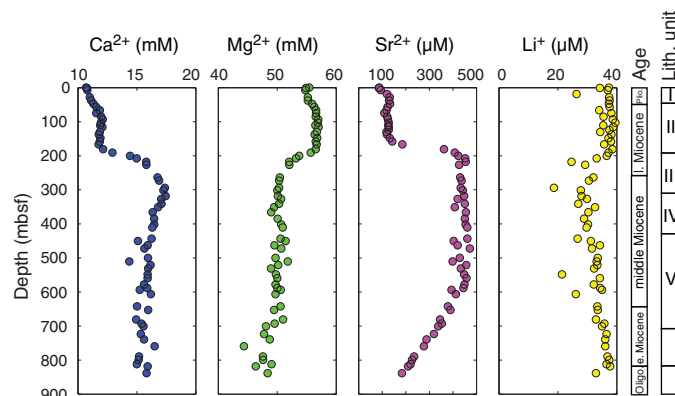 Ca2+ (mM) Mg2+ (mM) Sr2+ (µM) Li+ (µM) Age Lith. unit
10 15 20 40 50 60 100 300 500 0 20 40
Depth (mbsf)
0
100
200
300
400
500
600
700
800
900
Plio.
l. Miocene
middle Miocene
e. Miocene
Oligo.
I
II
III
IV
V